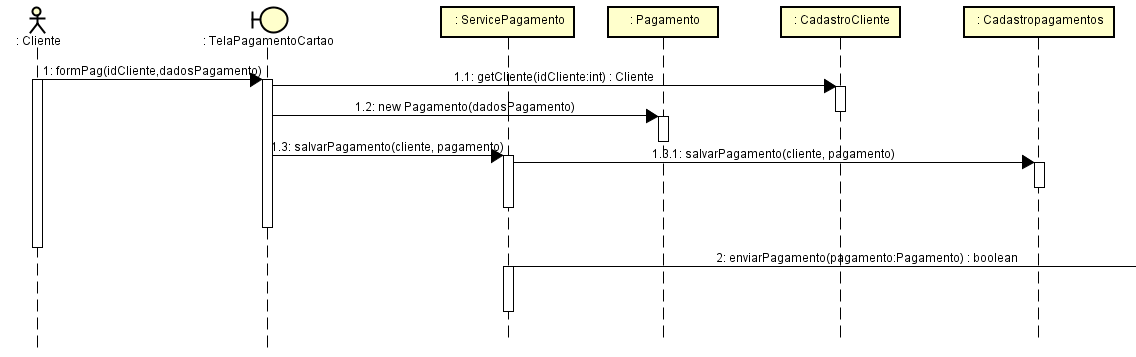 : Cliente
: TelaPagamentoCartao
: ServicePagamento
: Pagamento
: CadastroCliente
: Cadastropagamentos
1: formPag(idCliente,dadosPagamento)
1.1: getCliente(idCliente:int) : Cliente
1.2: new Pagamento(dadosPagamento)
1.3: salvarPagamento(cliente, pagamento)
1.3.1: salvarPagamento(cliente, pagamento)
2: enviarPagamento(pagamento:Pagamento) : boolean